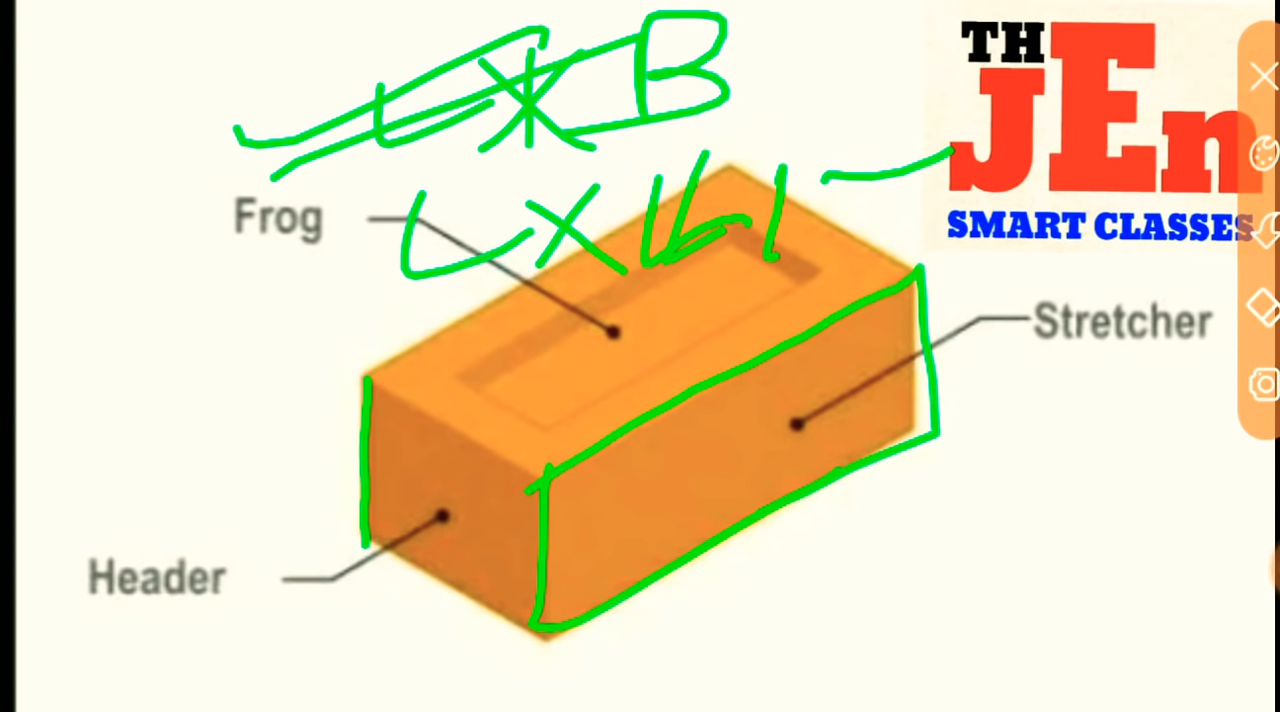 B
TH
JEn
SMART CLASSES
L X
Frog
Stretcher
Header